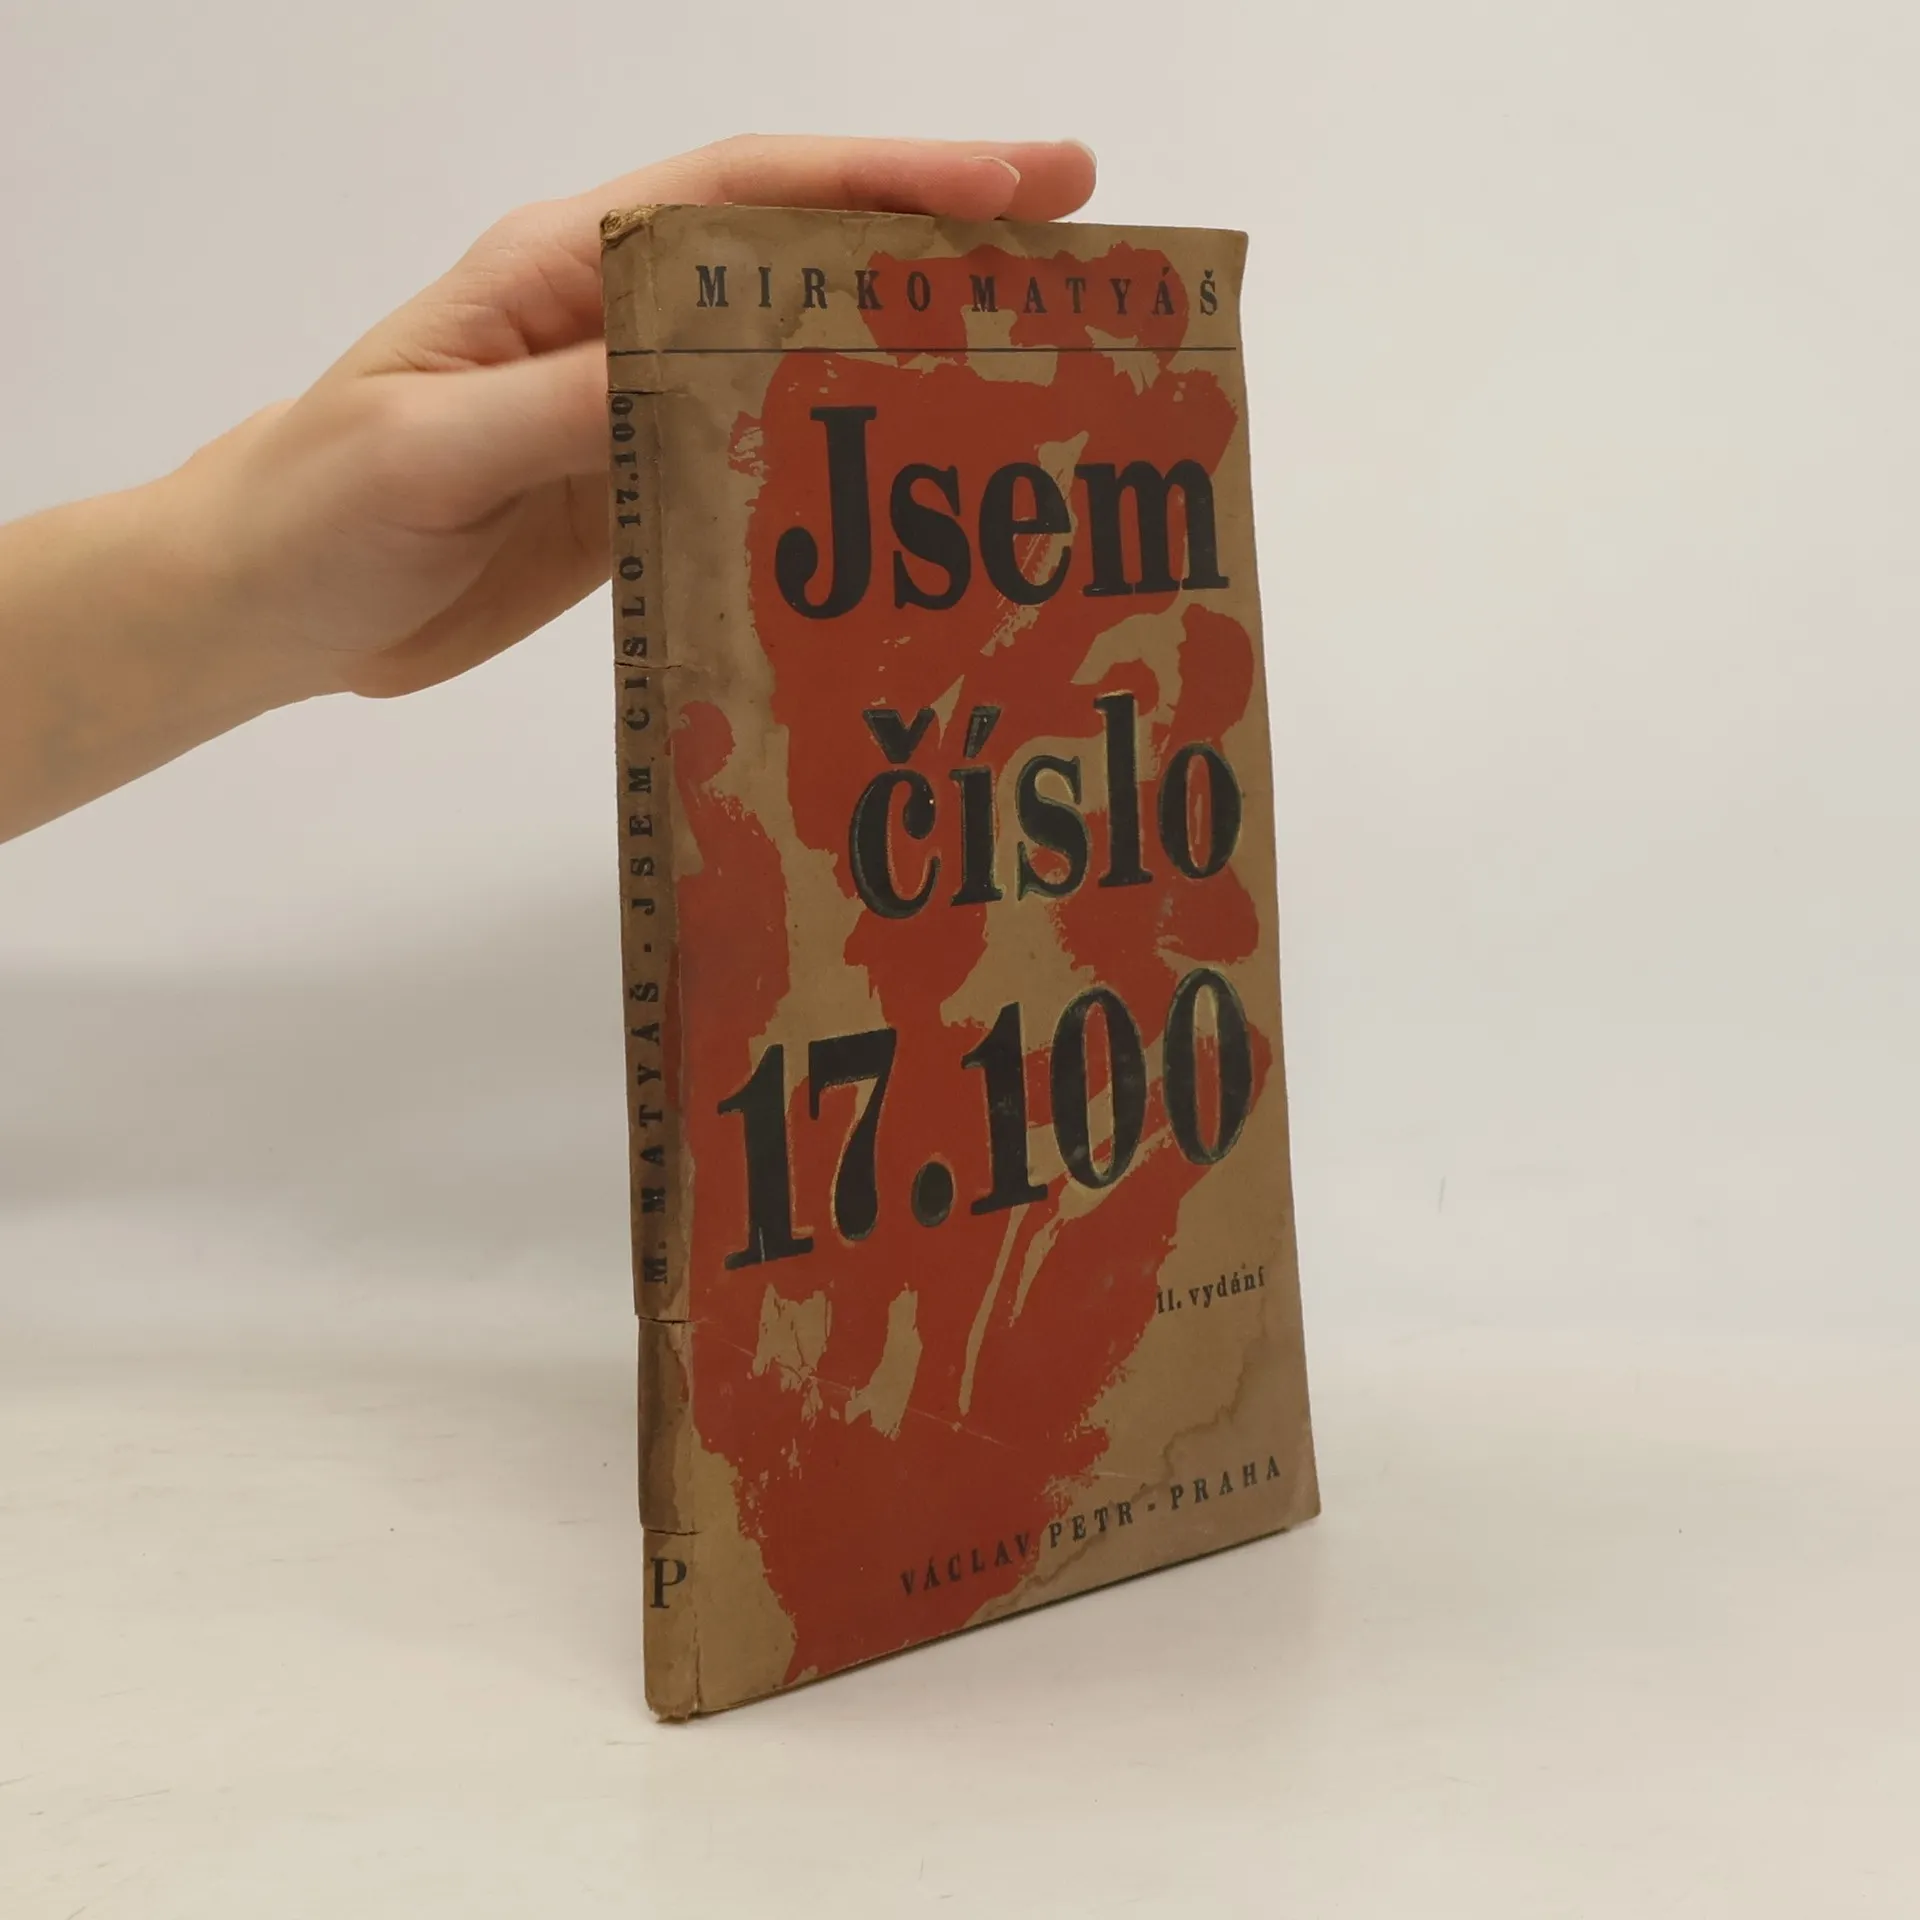 MIRKO MATYÁŠ
Jsem
číslo
17.100
II. vydání
VÁCLAV PETR - PRAHA
M. MATYÁŠ - JSEM ČÍSLO 17.100
P